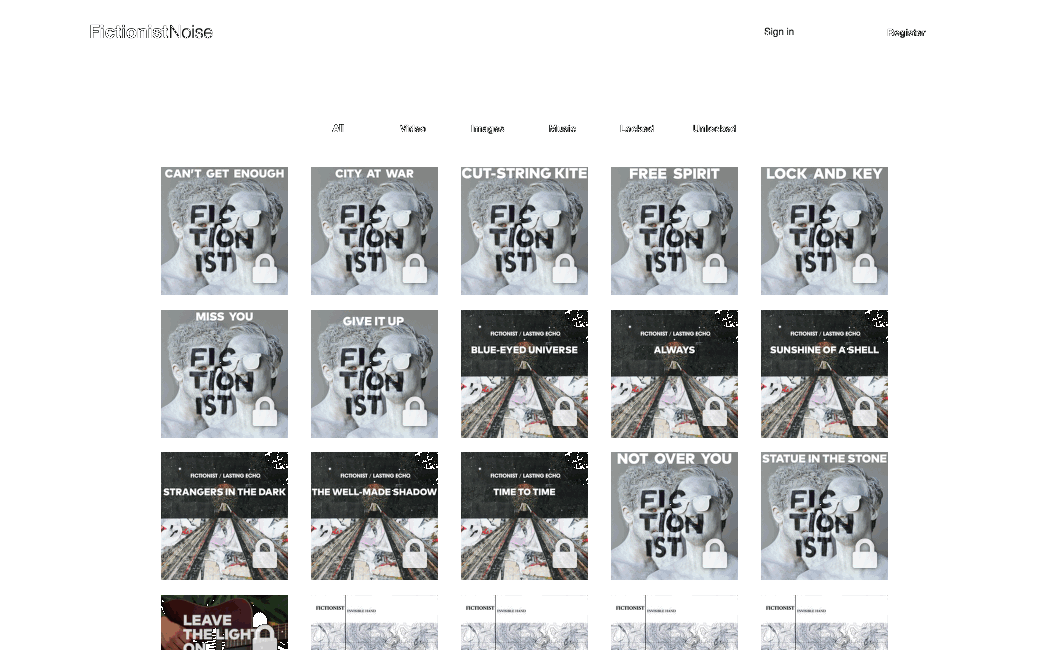 FictionistNoise
Sign in
Register
All
Video
Images
Music
Locked
Unlocked
CAN'T GET ENOUGH
FIC
TION
IST
CITY AT WAR
FIC
TION
IST
CUT-STRING KITE
FIC
TION
IST
FREE SPIRIT
FIC
TION
IST
LOCK AND KEY
FIC
TION
IST
MISS YOU
FIC
TION
IST
GIVE IT UP
FIC
TION
IST
FICTIONIST / LASTING ECHO
BLUE-EYED UNIVERSE
FICTIONIST / LASTING ECHO
ALWAYS
FICTIONIST / LASTING ECHO
SUNSHINE OF A SHELL
FICTIONIST / LASTING ECHO
STRANGERS IN THE DARK
FICTIONIST / LASTING ECHO
THE WELL-MADE SHADOW
FICTIONIST / LASTING ECHO
TIME TO TIME
NOT OVER YOU
FIC
TION
IST
STATUE IN THE STONE
FIC
TION
IST
LEAVE
THE LIGHT
ON
FICTIONIST INVISIBLE HAND
FICTIONIST INVISIBLE HAND
FICTIONIST INVISIBLE HAND
FICTIONIST INVISIBLE HAND